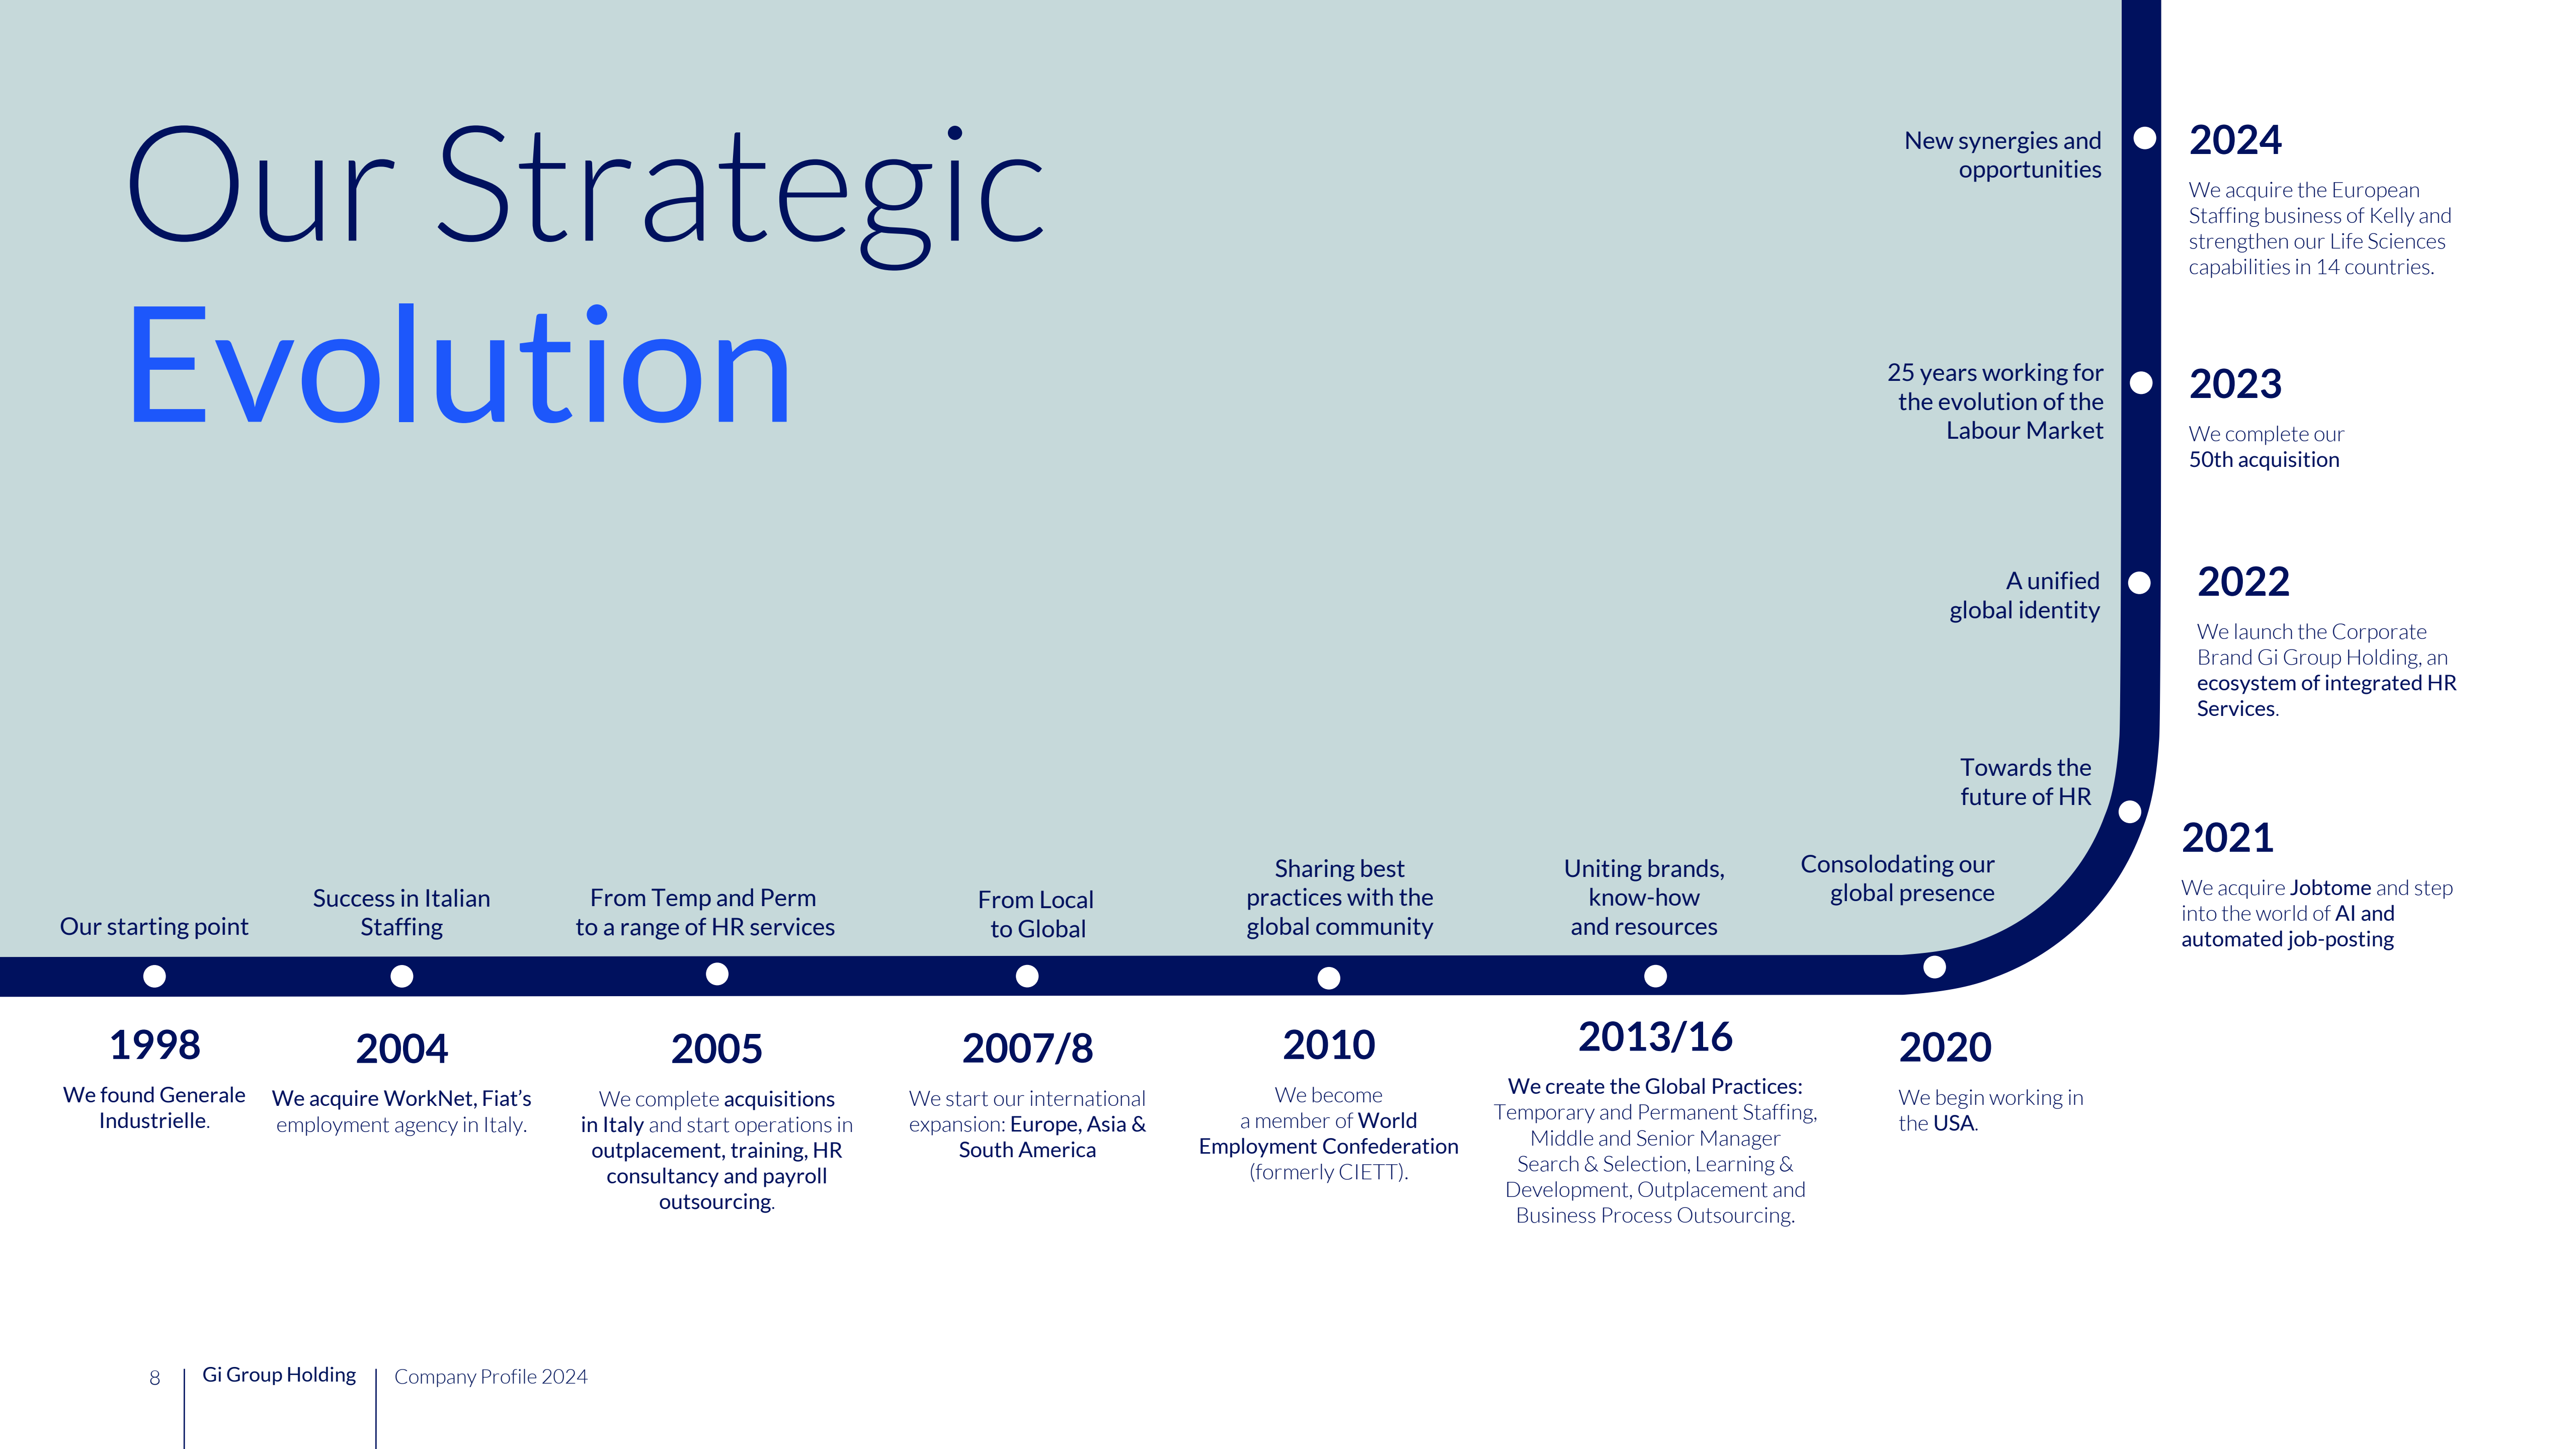 Our Strategic
Evolution
Our starting point
1998
We found Generale
Industrielle.
Success in Italian
Staffing
2004
We acquire WorkNet, Fiat’s
employment agency in Italy.
From Temp and Perm
to a range of HR services
2005
We complete acquisitions
in Italy and start operations in
outplacement, training, HR
consultancy and payroll
outsourcing.
From Local
to Global
2007/8
We start our international
expansion: Europe, Asia &
South America
Sharing best
practices with the
global community
2010
We become
a member of World
Employment Confederation
(formerly CIETT).
Uniting brands,
know-how
and resources
2013/16
We create the Global Practices:
Temporary and Permanent Staffing,
Middle and Senior Manager
Search & Selection, Learning &
Development, Outplacement and
Business Process Outsourcing.
Consolodating our
global presence
2020
We begin working in
the USA.
Towards the
future of HR
2021
We acquire Jobtome and step
into the world of AI and
automated job-posting
A unified
global identity
2022
We launch the Corporate
Brand Gi Group Holding, an
ecosystem of integrated HR
Services.
25 years working for
the evolution of the
Labour Market
2023
We complete our
50th acquisition
New synergies and
opportunities
2024
We acquire the European
Staffing business of Kelly and
strengthen our Life Sciences
capabilities in 14 countries.
8
Gi Group Holding
Company Profile 2024